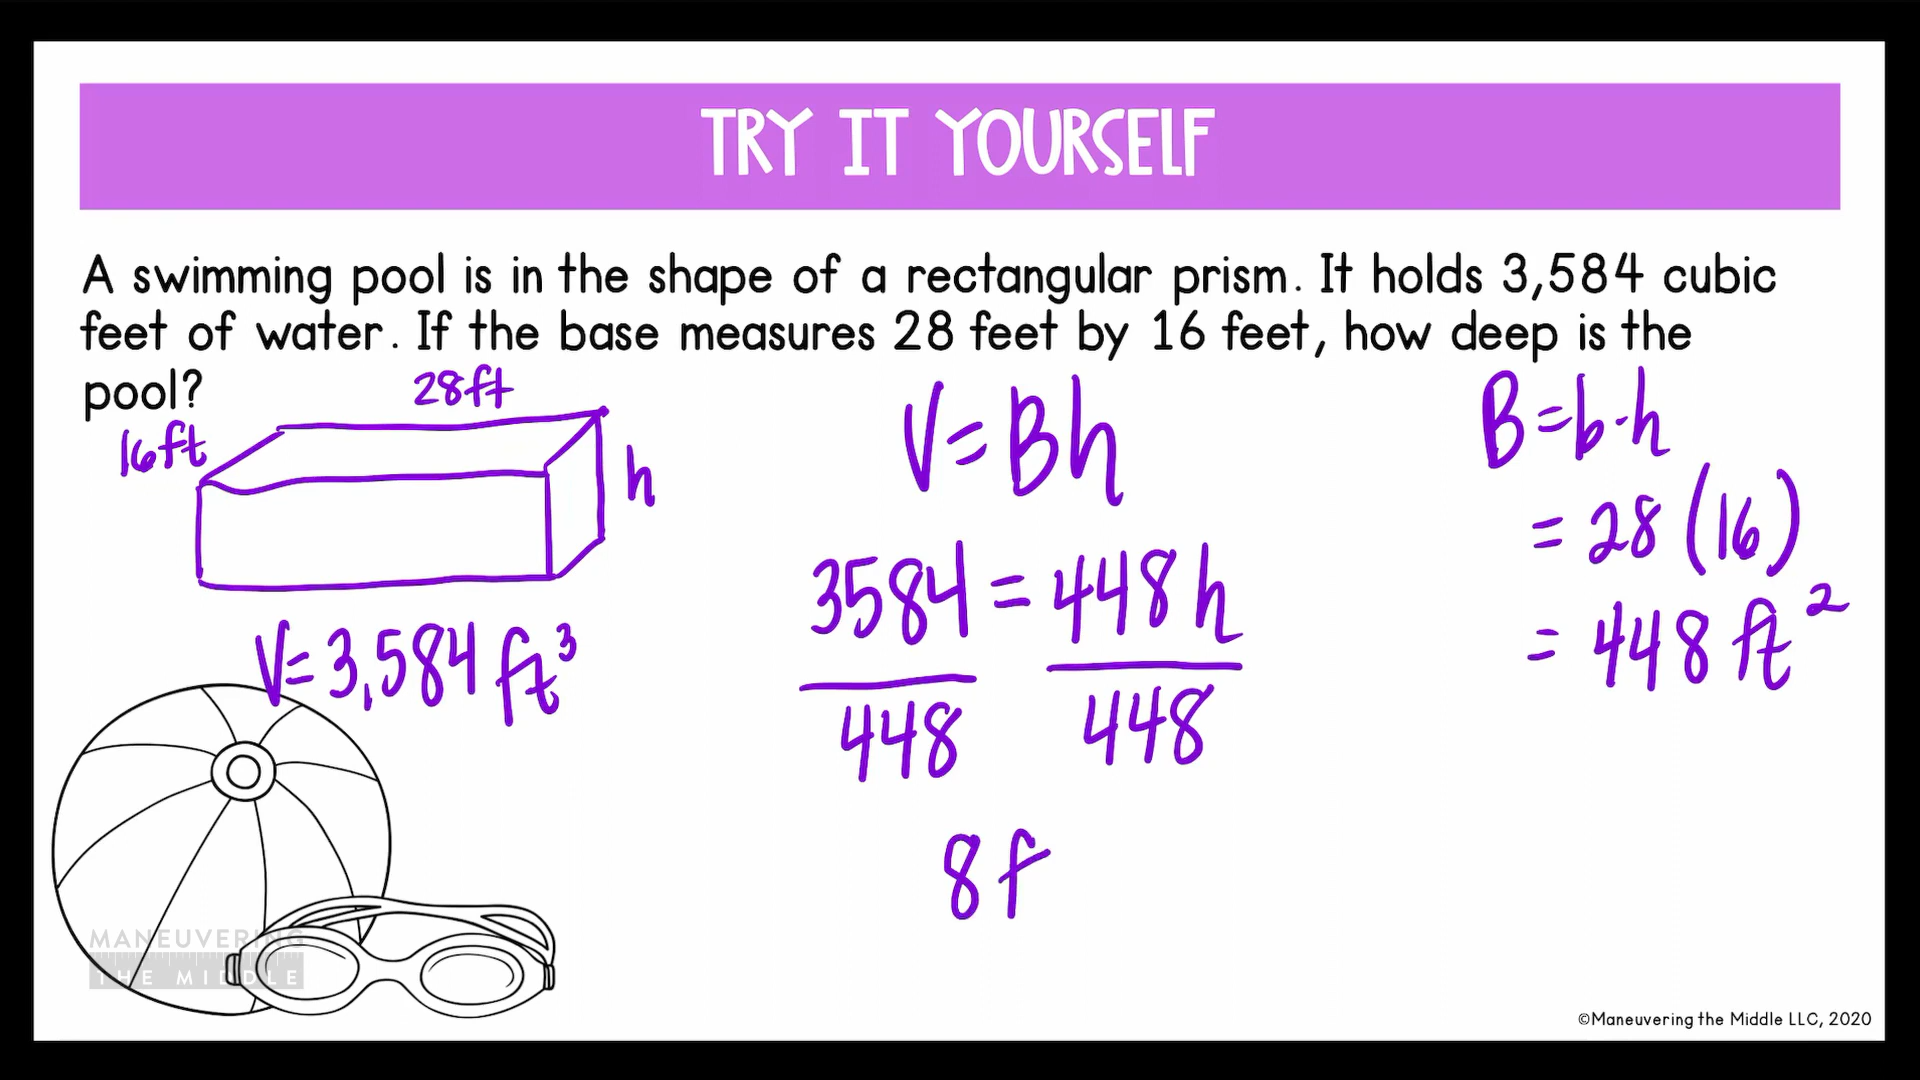 TRY IT YOURSELF
A swimming pool is in the shape of a rectangular prism. It holds 3,584 cubic
feet of water. If the base measures 28 feet by 16 feet, how deep is the
pool?
28ft
16ft
h
V=3,584 ft³
V=Bh
3584=448h
448 448
8f
B=b·h
=28(16)
=448 ft²
MANEUVERING
THE MIDDLE
©Maneuvering the Middle LLC, 2020